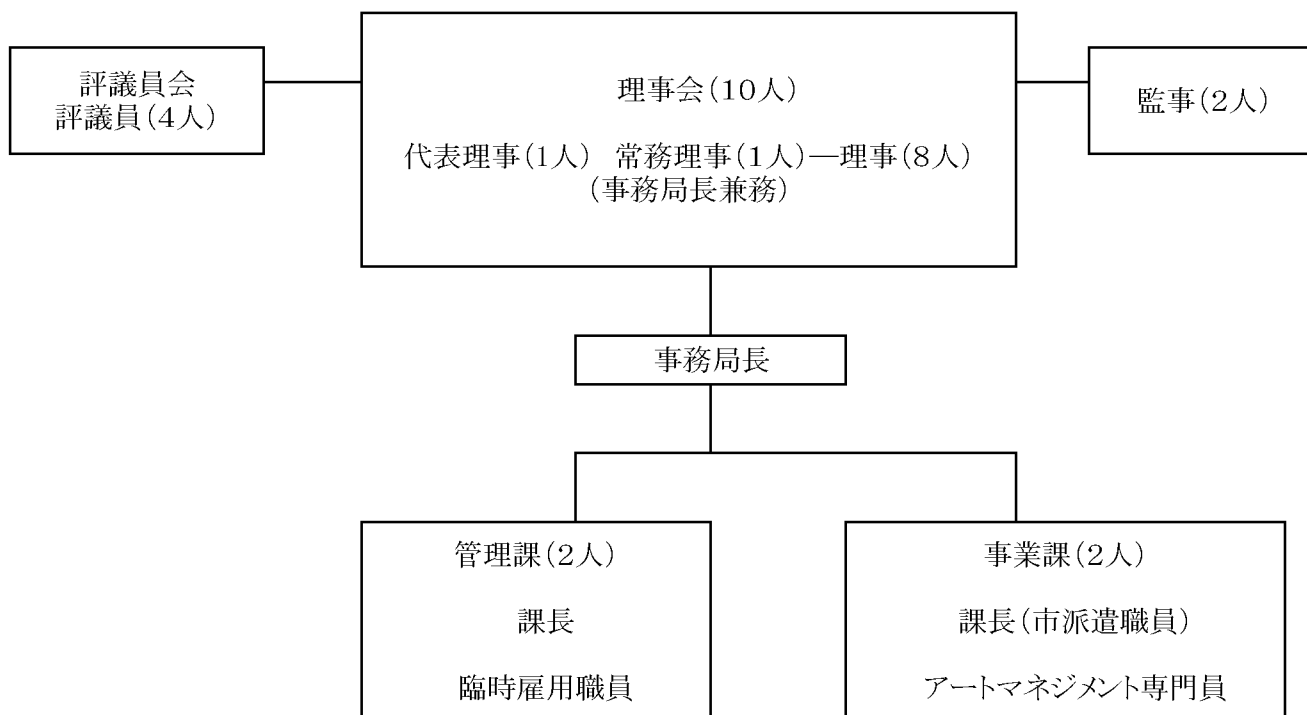 評議員会
評議員(4人)
理事会(10人)
代表理事(1人) 常務理事(1人)―理事(8人)
(事務局長兼務)
監事(2人)
事務局長
管理課(2人)
課長
臨時雇用職員
事業課(2人)
課長(市派遣職員)
アートマネジメント専門員